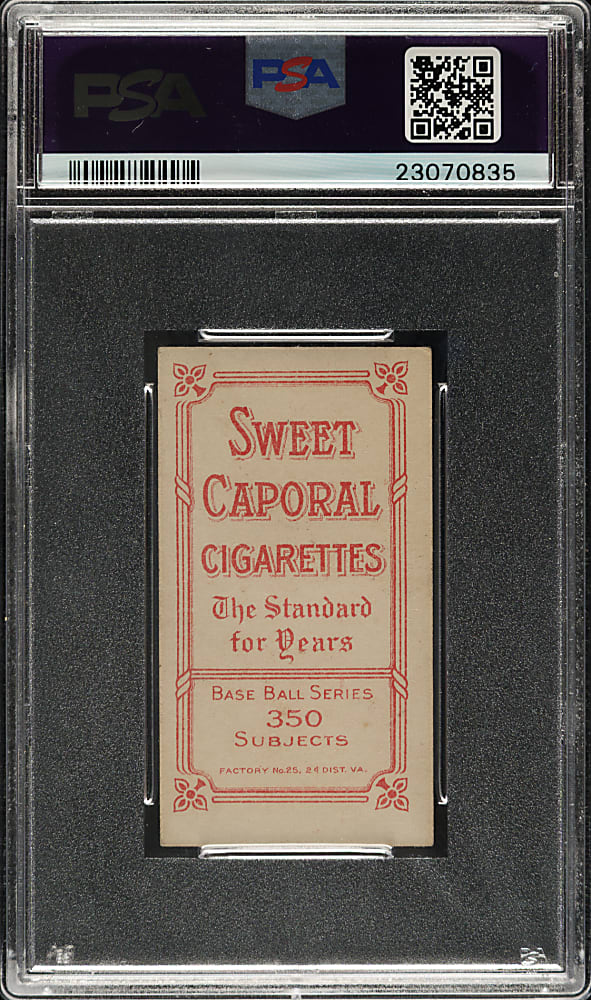 PSA
PSA
23070835
SWEET
CAPORAL
CIGARETTES
The Standard
for Years
BASE BALL SERIES
350
SUBJECTS
FACTORY No. 25, 2d DIST. VA.
PSA